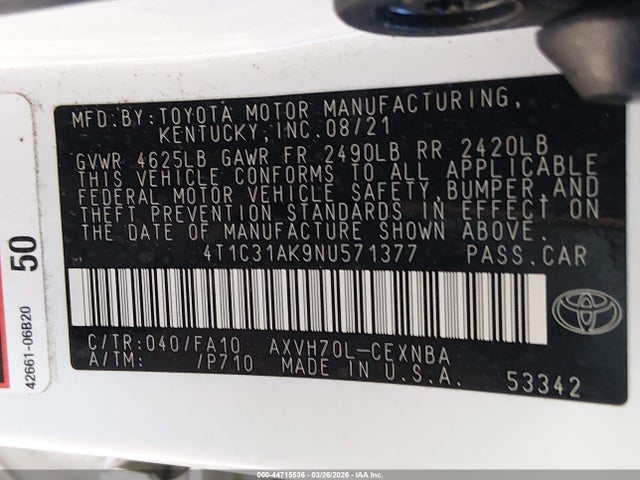 MFD.BY: TOYOTA MOTOR MANUFACTURING,
KENTUCKY, INC. 08/21
GVWR 4625LB GAWR FR 2490LB RR 2420LB
THIS VEHICLE CONFORMS TO ALL APPLICABLE
FEDERAL MOTOR VEHICLE SAFETY, BUMPER, AND
THEFT PREVENTION STANDARDS IN EFFECT ON
THE DATE OF MANUFACTURE SHOWN ABOVE.
4T1C31AK9NU571377 PASS.CAR
C/TR: 040/FA10 AXVH70L-CEXNBA
A/TM: /P710 MADE IN U.S.A.
53342
50
42661-06B20
000-44715536 | 03/26/2026 | IAA Inc.